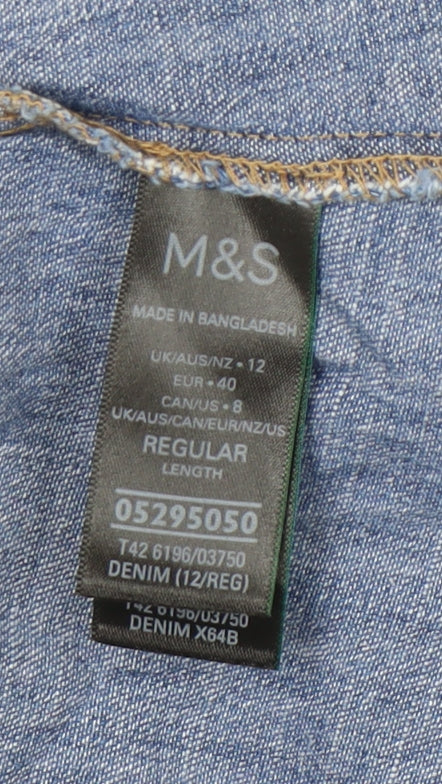 M&S
MADE IN BANGLADESH
UK/AUS/NZ • 12
EUR • 40
CAN/US • 8
UK/AUS/CAN/EUR/NZ/US
REGULAR
LENGTH
05295050
T42 6196/03750
DENIM (12/REG)
T42 6196/03750
DENIM X64B